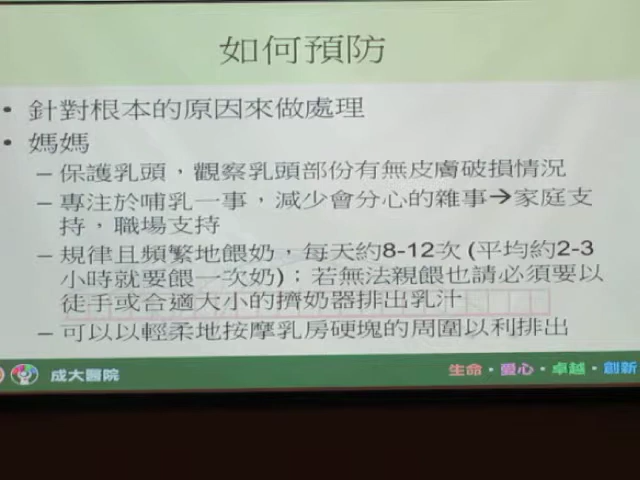 如何預防
• 針對根本的原因來做處理
• 媽媽
– 保護乳頭，觀察乳頭部份有無皮膚破損情況
– 專注於哺乳一事，減少會分心的雜事→家庭支
持，職場支持
– 規律且頻繁地餵奶，每天約8-12次 (平均約2-3
小時就要餵一次奶)；若無法親餵也請必須要以
徒手或合適大小的擠奶器排出乳汁
– 可以以輕柔地按摩乳房硬塊的周圍以利排出
成大醫院
生命・愛心・卓越・創新